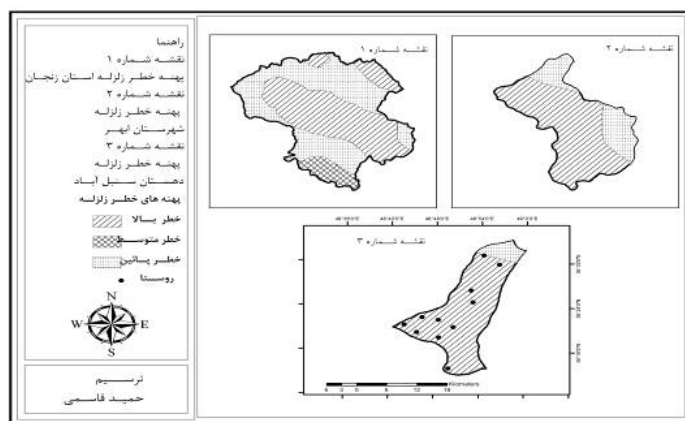 راهنما
نقشه شماره ۱
پهنه خطر زلزله استان زنجان
نقشه شماره ۲
پهنه خطر زلزله
شهرستان ابهر
نقشه شماره ۳
پهنه خطر زلزله
دهستان سنبل آباد
پهنه های خطر زلزله
خطر بالا
خطر متوسط
خطر پائین
روستا
N
W E
S
ترسیم
حمید قاسمی
نقشه شماره ۱
نقشه شماره ۲
نقشه شماره ۳
Kilometers